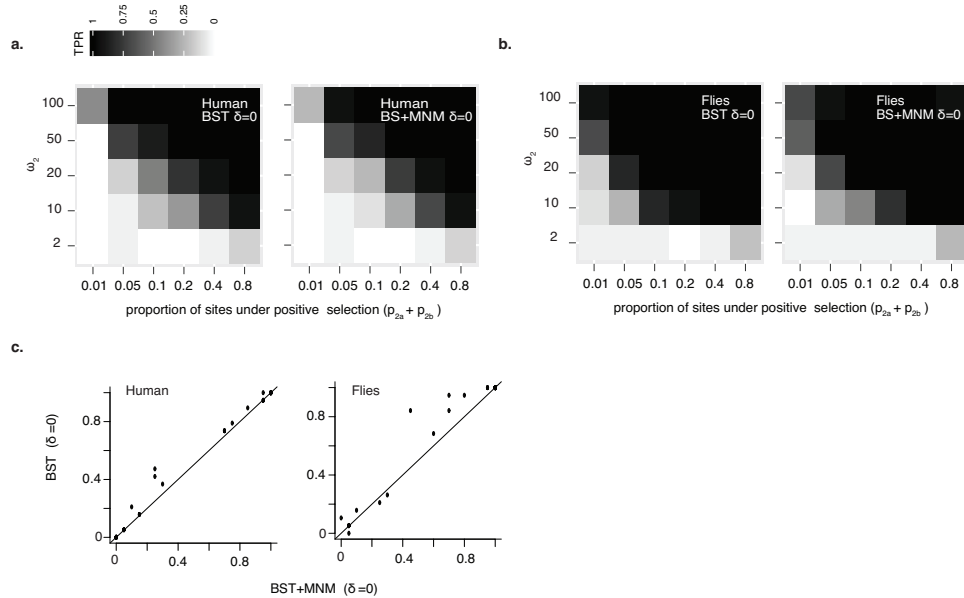 1 0.75 0.5 0.25 0
TPR
a.
Human
BST δ=0
Human
BS+MNM δ=0
100
50
20
10
2
ω2
0.01 0.05 0.1 0.2 0.4 0.8
0.01 0.05 0.1 0.2 0.4 0.8
proportion of sites under positive selection (p2a + p2b )
b.
Flies
BST δ=0
Flies
BS+MNM δ=0
100
50
20
10
2
0.01 0.05 0.1 0.2 0.4 0.8
0.01 0.05 0.1 0.2 0.4 0.8
proportion of sites under positive selection (p2a + p2b )
c.
Human
Flies
BST (δ=0)
0.8
0.4
0
0 0.4 0.8
0.8
0.4
0
0 0.4 0.8
BST+MNM (δ=0)